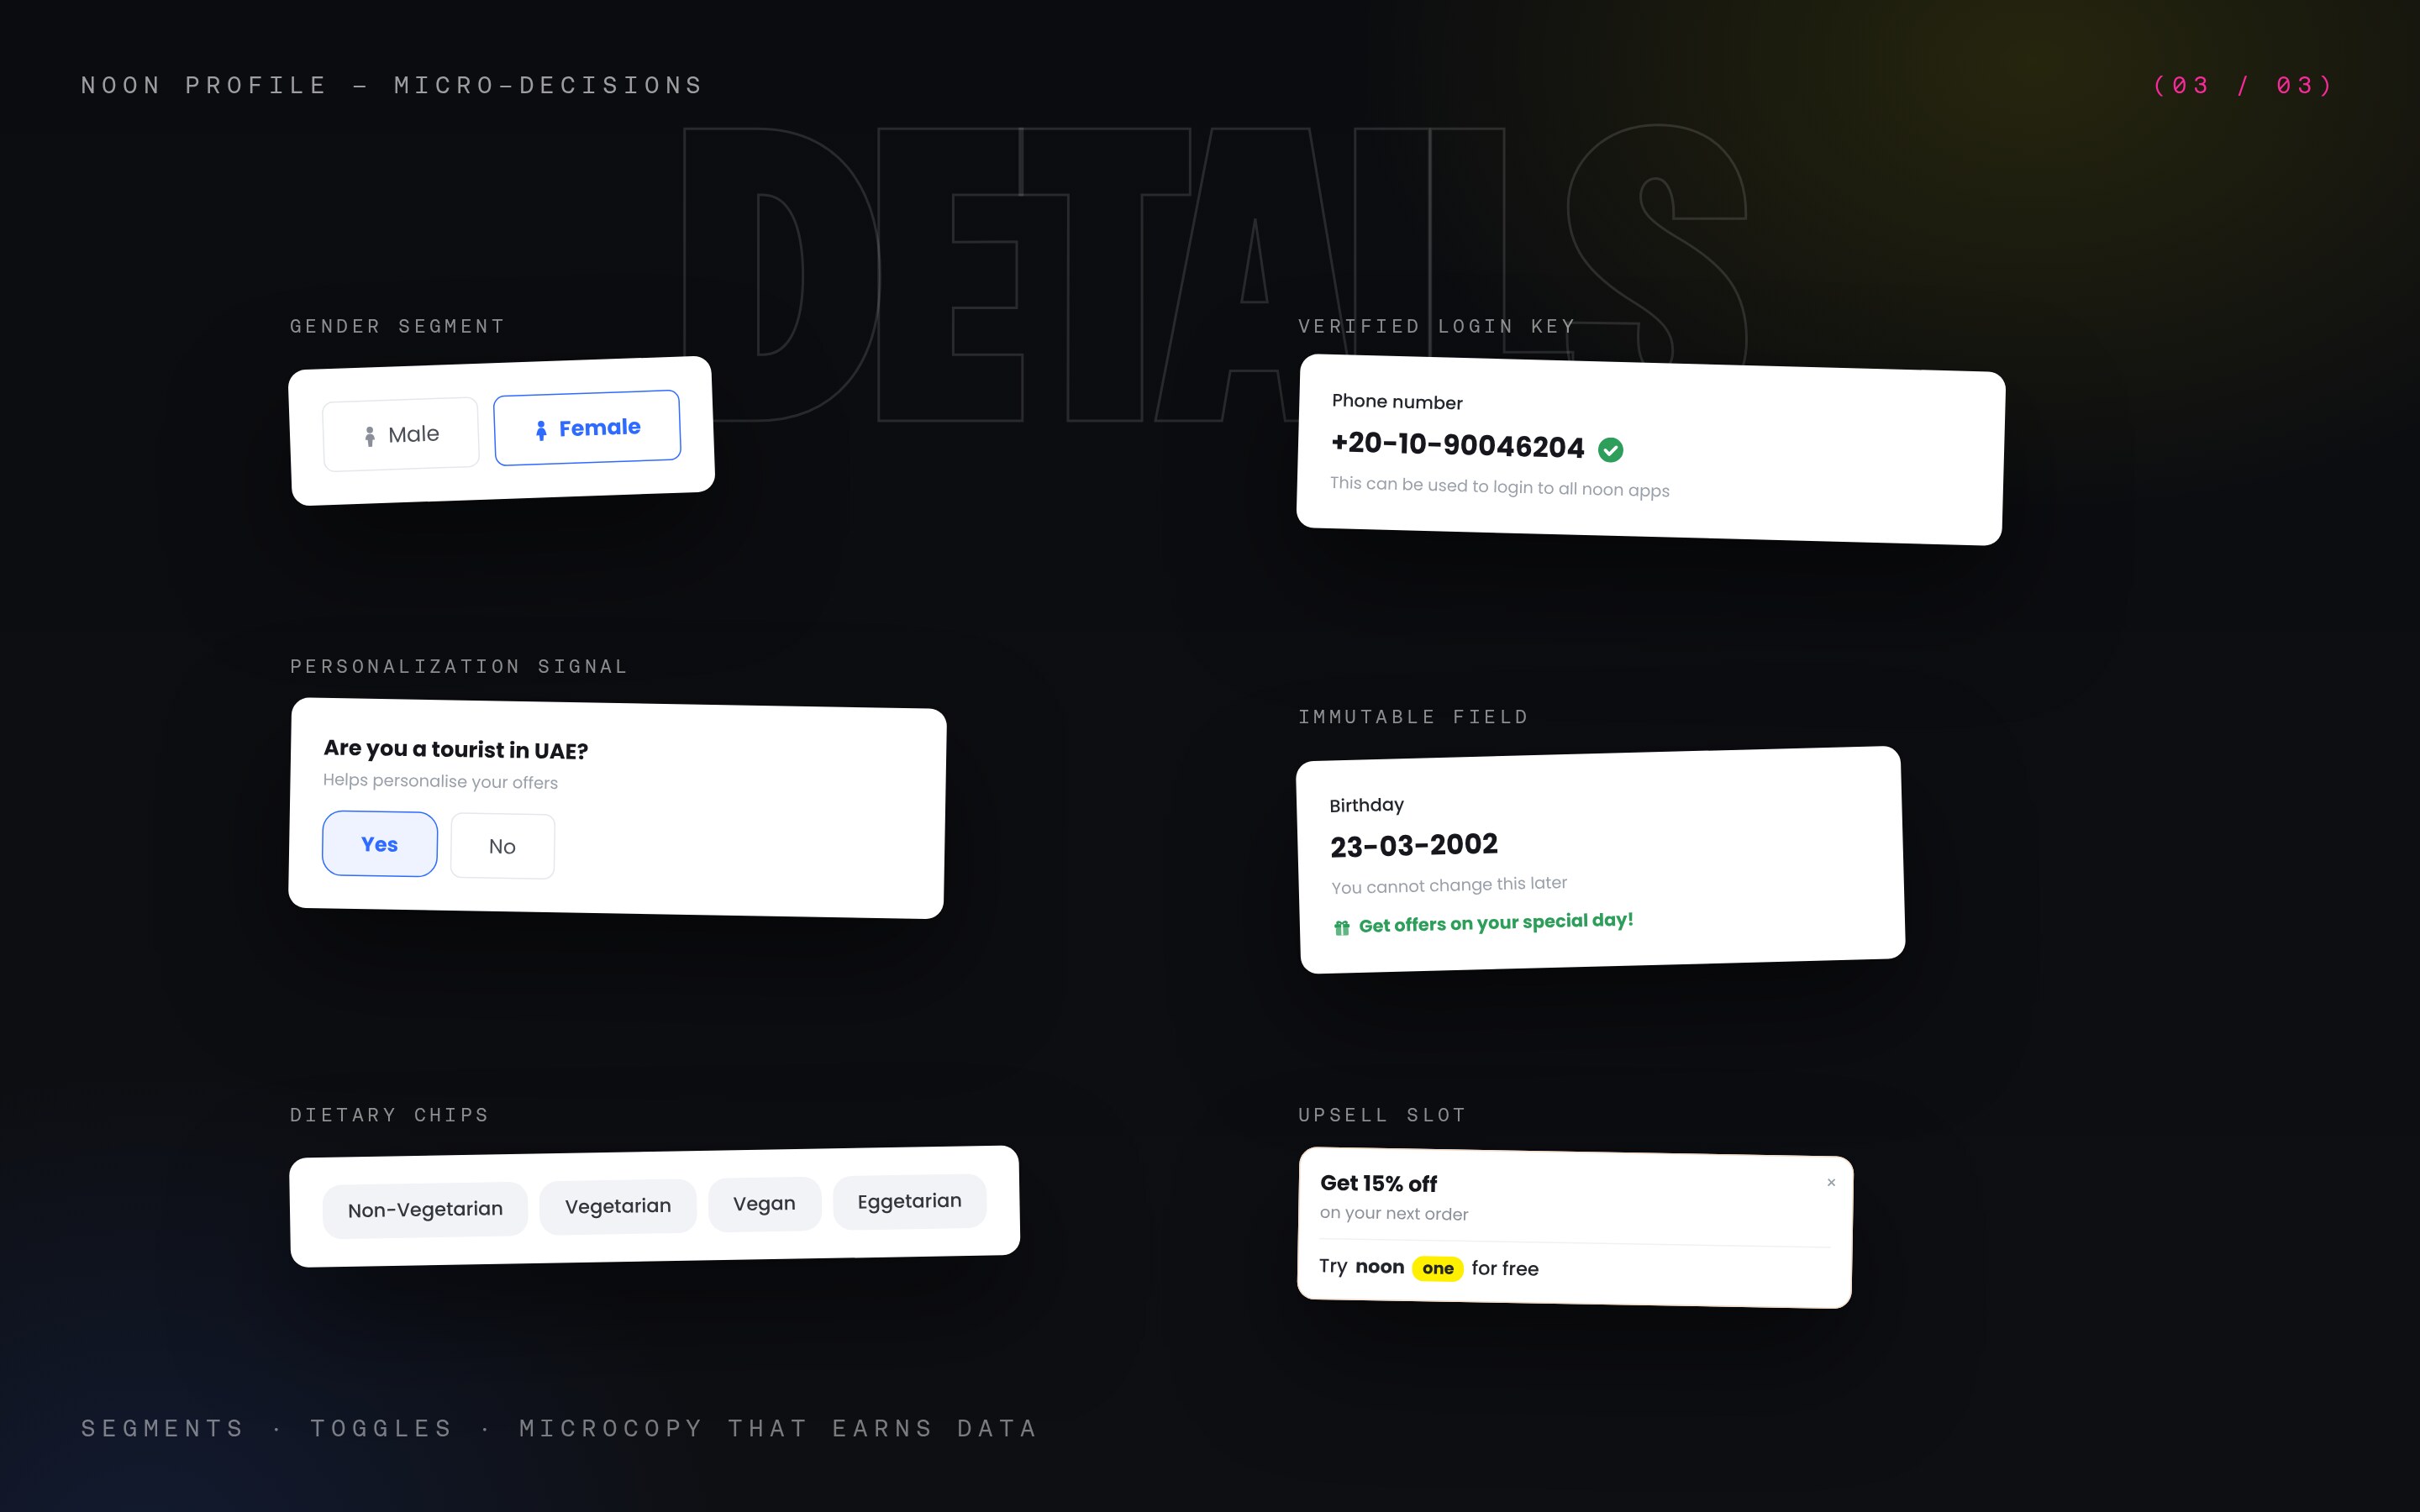 NOON PROFILE – MICRO–DECISIONS
(03 / 03)
DETAILS
GENDER SEGMENT
Male
Female
VERIFIED LOGIN KEY
Phone number
+20-10-90046204
This can be used to login to all noon apps
PERSONALIZATION SIGNAL
Are you a tourist in UAE?
Helps personalise your offers
Yes
No
IMMUTABLE FIELD
Birthday
23-03-2002
You cannot change this later
Get offers on your special day!
DIETARY CHIPS
Non-Vegetarian
Vegetarian
Vegan
Eggetarian
UPSELL SLOT
Get 15% off
×
on your next order
Try noon one for free
SEGMENTS · TOGGLES · MICROCOPY THAT EARNS DATA